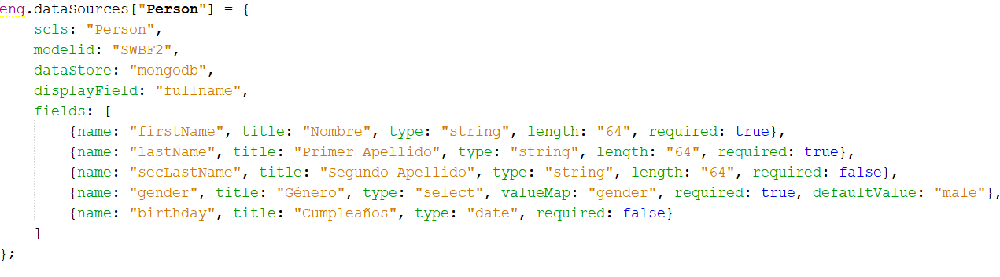 eng.dataSources["Person"] = {
    scls: "Person",
    modelid: "SWBF2",
    dataStore: "mongodb",
    displayField: "fullname",
    fields: [
        {name: "firstName", title: "Nombre", type: "string", length: "64", required: true},
        {name: "lastName", title: "Primer Apellido", type: "string", length: "64", required: true},
        {name: "secLastName", title: "Segundo Apellido", type: "string", length: "64", required: false},
        {name: "gender", title: "Género", type: "select", valueMap: "gender", required: true, defaultValue: "male"},
        {name: "birthday", title: "Cumpleaños", type: "date", required: false}
    ]
};